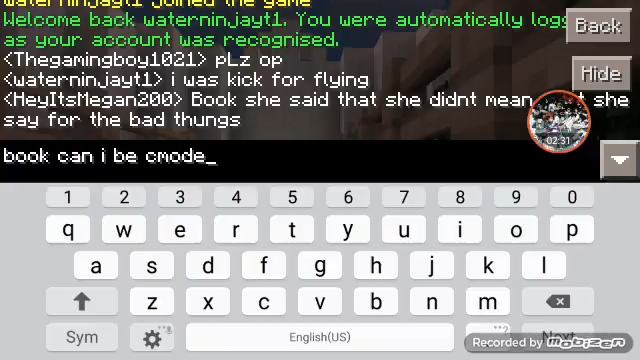 waterninjayt1 joined the game
Welcome back waterninjayt1. You were automatically logg
as your account was recognised.
<Thegamingboy1021> pLz op
<waterninjayt1> i was kick for flying
<HeyItsMegan200> Book she said that she didnt mean she
say for the bad thungs
book can i be cmode_
Back
Hide
02:31
1 2 3 4 5 6 7 8 9 0
q w e r t y u i o p
a s d f g h j k l
z x c v b n m
Sym English(US) Next
Recorded by mobizen